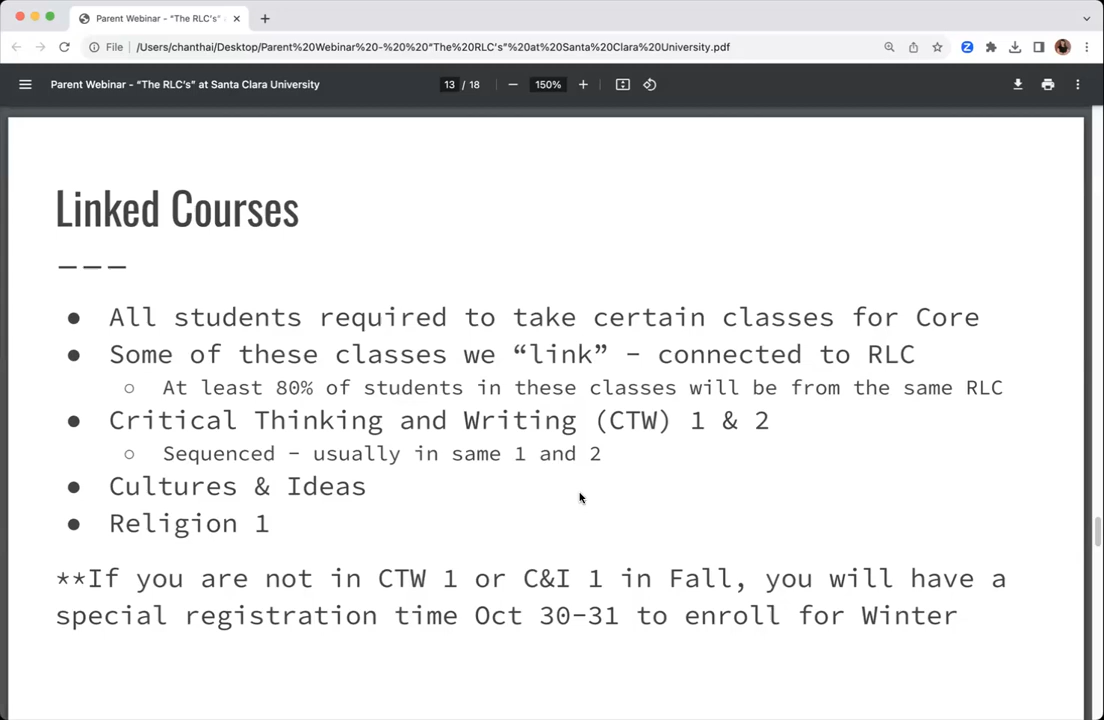 Parent Webinar - "The RLC's"
File /Users/chanthai/Desktop/Parent%20Webinar%20-%20%20"The%20RLC's"%20at%20Santa%20Clara%20University.pdf
Parent Webinar - "The RLC's" at Santa Clara University
13 / 18
150%
Linked Courses
● All students required to take certain classes for Core
● Some of these classes we “link” - connected to RLC
○ At least 80% of students in these classes will be from the same RLC
● Critical Thinking and Writing (CTW) 1 & 2
○ Sequenced - usually in same 1 and 2
● Cultures & Ideas
● Religion 1
**If you are not in CTW 1 or C&I 1 in Fall, you will have a
special registration time Oct 30-31 to enroll for Winter